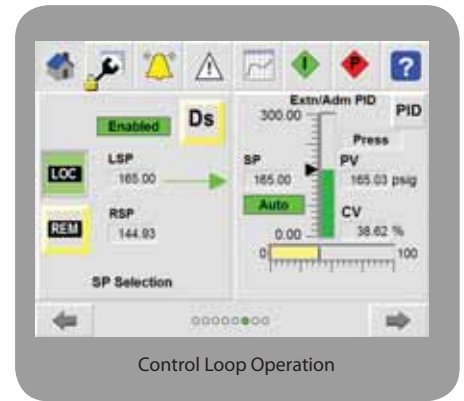 I P ?
Extn/Adm PID
300.00 PID
Enabled Ds
Press
LOC LSP
165.00
SP PV
165.00 165.03 psig
REM RSP
144.93
Auto CV
0.00 38.62 %
0 100
SP Selection
Control Loop Operation